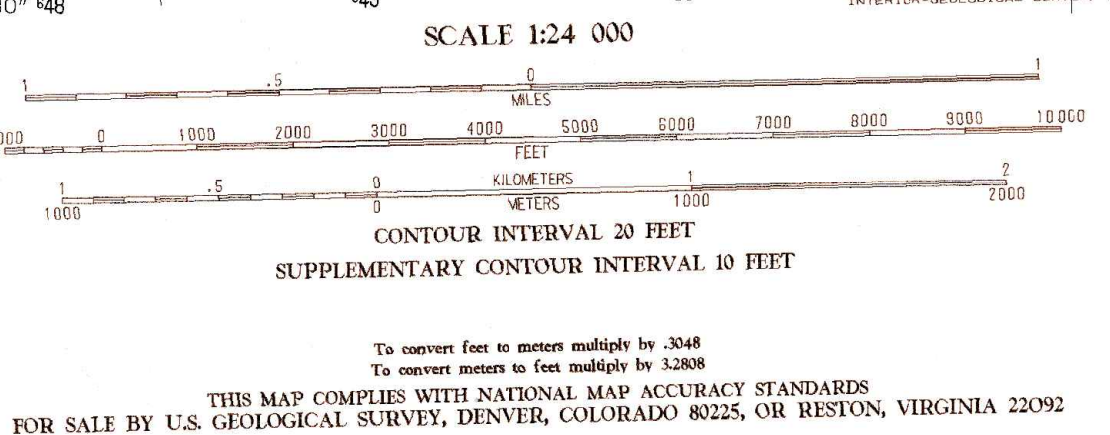 648
SCALE 1:24 000
1 .5 0 1
MILES
0 1000 2000 3000 4000 5000 6000 7000 8000 9000 10000
FEET
1 .5 0 KILOMETERS 1 2
1000 0 METERS 1000 2000
CONTOUR INTERVAL 20 FEET
SUPPLEMENTARY CONTOUR INTERVAL 10 FEET
To convert feet to meters multiply by .3048
To convert meters to feet multiply by 3.2808
THIS MAP COMPLIES WITH NATIONAL MAP ACCURACY STANDARDS
FOR SALE BY U.S. GEOLOGICAL SURVEY, DENVER, COLORADO 80225, OR RESTON, VIRGINIA 22092